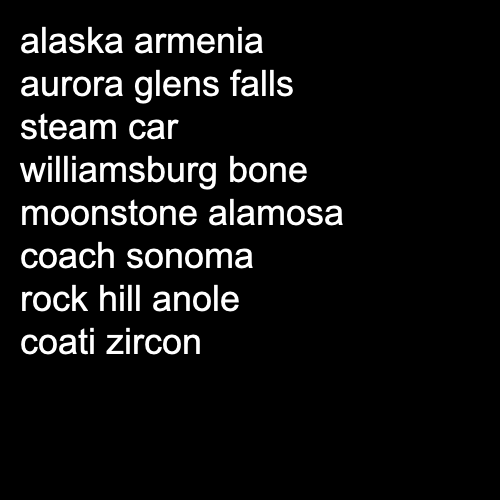 alaska armenia
aurora glens falls
steam car
williamsburg bone
moonstone alamosa
coach sonoma
rock hill anole
coati zircon